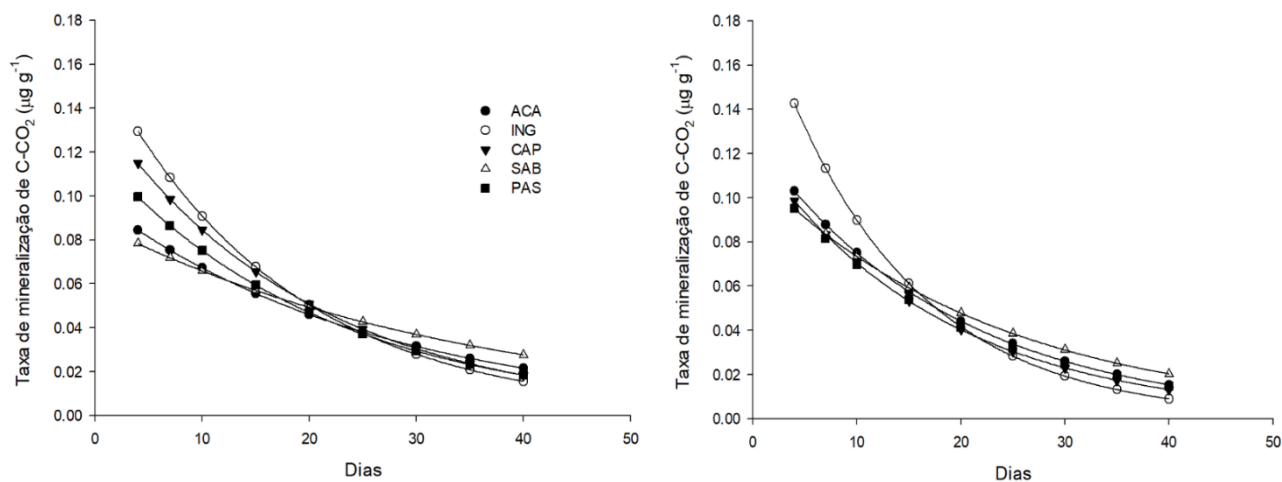 Taxa de mineralização de C-CO₂ (µg g⁻¹)
0.18
0.16
0.14
0.12
0.10
0.08
0.06
0.04
0.02
0.00
ACA
ING
CAP
SAB
PAS
0 10 20 30 40 50
Dias
Taxa de mineralização de C-CO₂ (µg g⁻¹)
0.18
0.16
0.14
0.12
0.10
0.08
0.06
0.04
0.02
0.00
0 10 20 30 40 50
Dias